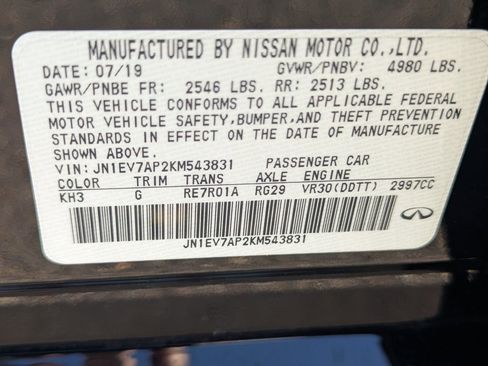 MANUFACTURED BY NISSAN MOTOR CO.,LTD.
DATE: 07/19 GVWR/PNBV: 4980 LBS.
GAWR/PNBE FR: 2546 LBS. RR: 2513 LBS.
THIS VEHICLE CONFORMS TO ALL APPLICABLE FEDERAL
MOTOR VEHICLE SAFETY,BUMPER,AND THEFT PREVENTION
STANDARDS IN EFFECT ON THE DATE OF MANUFACTURE
SHOWN ABOVE.
VIN: JN1EV7AP2KM543831 PASSENGER CAR
COLOR TRIM TRANS AXLE ENGINE
KH3 G RE7R01A RG29 VR30(DDTT) 2997CC
JN1EV7AP2KM543831
INFINITI